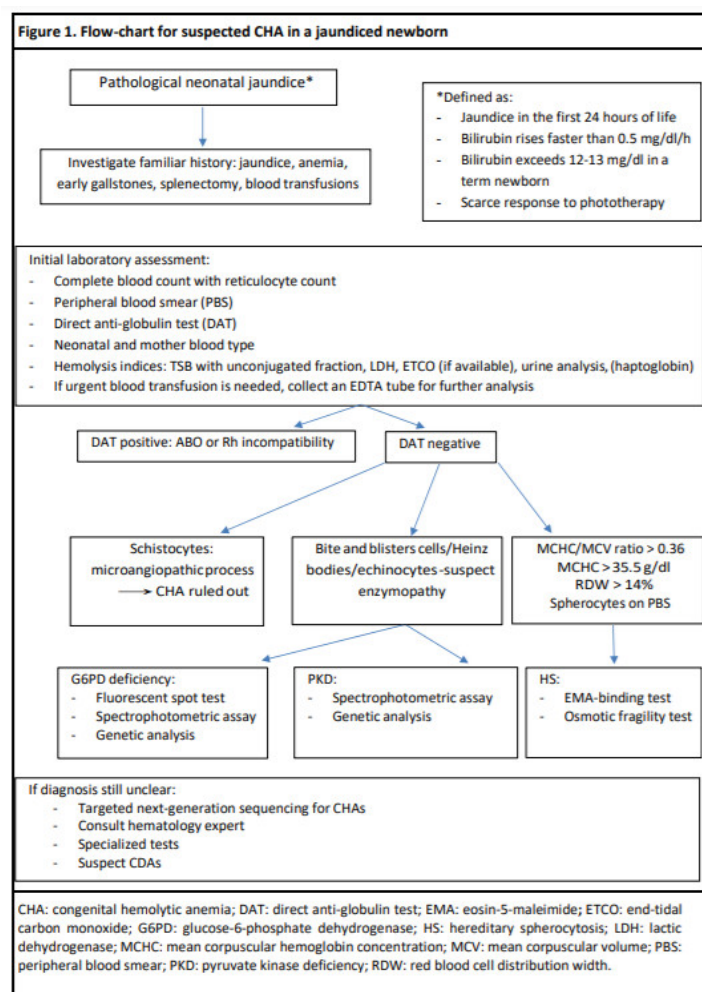 Figure 1. Flow-chart for suspected CHA in a jaundiced newborn
Pathological neonatal jaundice*
*Defined as:
- Jaundice in the first 24 hours of life
- Bilirubin rises faster than 0.5 mg/dl/h
- Bilirubin exceeds 12-13 mg/dl in a
term newborn
- Scarce response to phototherapy
Investigate familiar history: jaundice, anemia,
early gallstones, splenectomy, blood transfusions
Initial laboratory assessment:
- Complete blood count with reticulocyte count
- Peripheral blood smear (PBS)
- Direct anti-globulin test (DAT)
- Neonatal and mother blood type
- Hemolysis indices: TSB with unconjugated fraction, LDH, ETCO (if available), urine analysis, (haptoglobin)
- If urgent blood transfusion is needed, collect an EDTA tube for further analysis
DAT positive: ABO or Rh incompatibility
DAT negative
Schistocytes:
microangiopathic process
CHA ruled out
Bite and blisters cells/Heinz
bodies/echinocytes-suspect
enzymopathy
MCHC/MCV ratio > 0.36
MCHC > 35.5 g/dl
RDW > 14%
Spherocytes on PBS
G6PD deficiency:
- Fluorescent spot test
- Spectrophotometric assay
- Genetic analysis
PKD:
- Spectrophotometric assay
- Genetic analysis
HS:
- EMA-binding test
- Osmotic fragility test
If diagnosis still unclear:
- Targeted next-generation sequencing for CHAs
- Consult hematology expert
- Specialized tests
- Suspect CDAs
CHA: congenital hemolytic anemia; DAT: direct anti-globulin test; EMA: eosin-5-maleimide; ETCO: end-tidal
carbon monoxide; G6PD: glucose-6-phosphate dehydrogenase; HS: hereditary spherocytosis; LDH: lactic
dehydrogenase; MCHC: mean corpuscular hemoglobin concentration; MCV: mean corpuscular volume; PBS:
peripheral blood smear; PKD: pyruvate kinase deficiency; RDW: red blood cell distribution width.